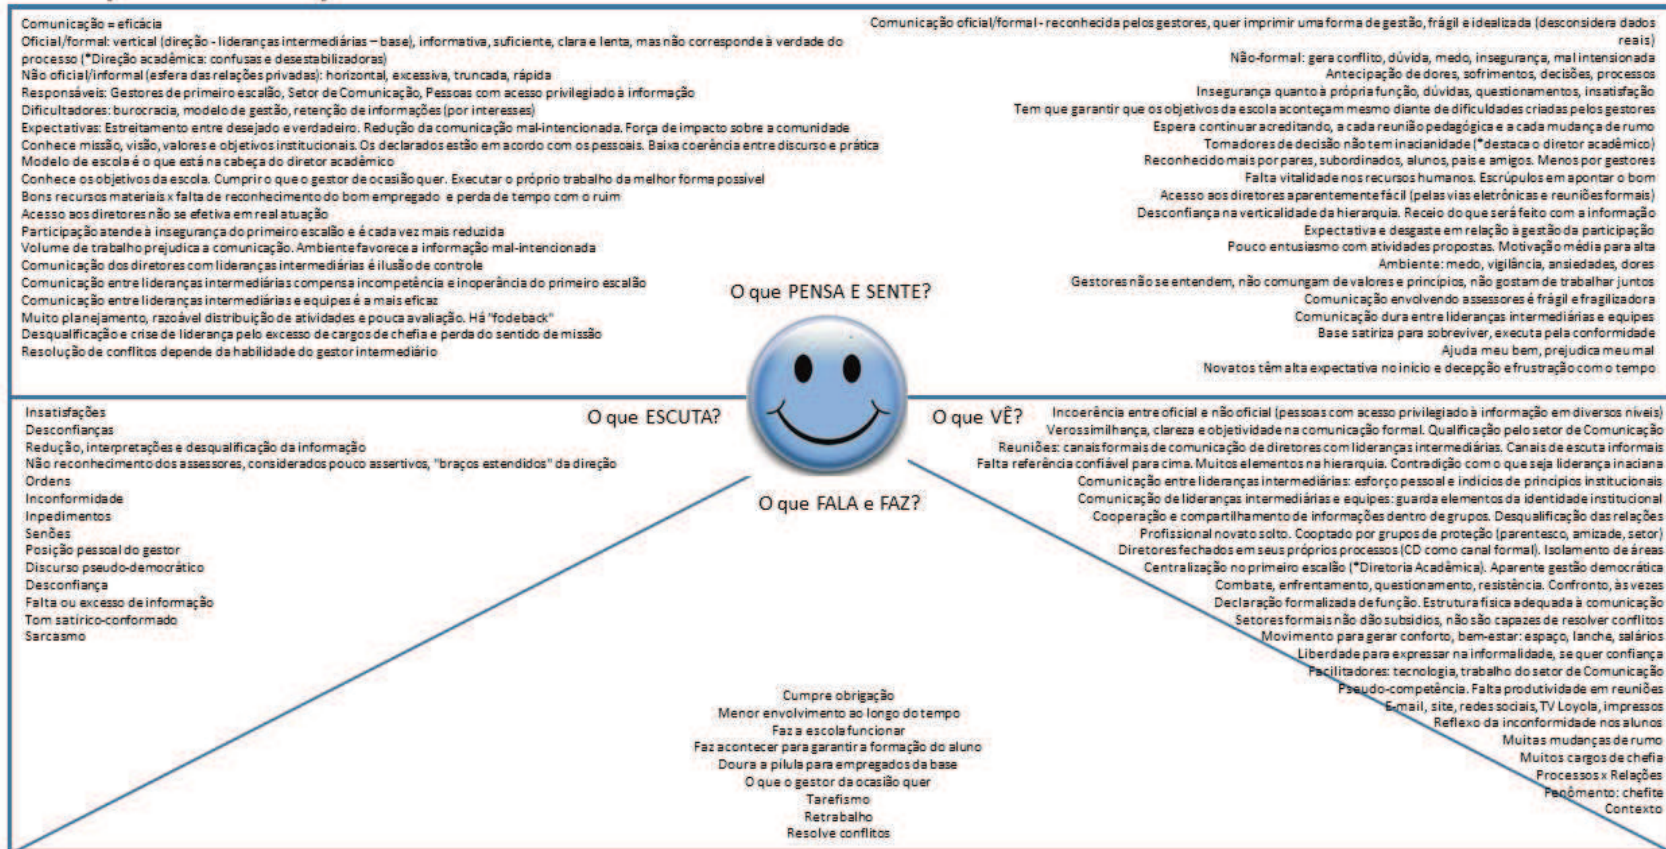 Comunicação = eficácia
Oficial/formal: vertical (direção - lideranças intermediárias – base), informativa, suficiente, clara e lenta, mas não corresponde à verdade do
processo (*Direção acadêmica: confusas e desestabilizadoras)
Não oficial/informal (esfera das relações privadas): horizontal, excessiva, truncada, rápida
Responsáveis: Gestores de primeiro escalão, Setor de Comunicação, Pessoas com acesso privilegiado à informação
Dificultadores: burocracia, modelo de gestão, retenção de informações (por interesses)
Expectativas: Estreitamento entre desejado e verdadeiro. Redução da comunicação mal-intencionada. Força de impacto sobre a comunidade
Conhece missão, visão, valores e objetivos institucionais. Os declarados estão em acordo com os pessoais. Baixa coerência entre discurso e prática
Modelo de escola é o que está na cabeça do diretor acadêmico
Conhece os objetivos da escola. Cumprir o que o gestor de ocasião quer. Executar o próprio trabalho da melhor forma possível
Bons recursos materiais x falta de reconhecimento do bom empregado e perda de tempo com o ruim
Acesso aos diretores não se efetiva em real atuação
Participação atende à insegurança do primeiro escalão e é cada vez mais reduzida
Volume de trabalho prejudica a comunicação. Ambiente favorece a informação mal-intencionada
Comunicação dos diretores com lideranças intermediárias é ilusão de controle
Comunicação entre lideranças intermediárias compensa incompetência e inoperância do primeiro escalão
Comunicação entre lideranças intermediárias e equipes é a mais eficaz
Muito planejamento, razoável distribuição de atividades e pouca avaliação. Há "fodeback"
Desqualificação e crise de liderança pelo excesso de cargos de chefia e perda do sentido de missão
Resolução de conflitos depende da habilidade do gestor intermediário
Comunicação oficial/formal - reconhecida pelos gestores, quer imprimir uma forma de gestão, frágil e idealizada (desconsidera dados
reais)
Não-formal: gera conflito, dúvida, medo, insegurança, mal intencionada
Antecipação de dores, sofrimentos, decisões, processos
Insegurança quanto à própria função, dúvidas, questionamentos, insatisfação
Tem que garantir que os objetivos da escola aconteçam mesmo diante de dificuldades criadas pelos gestores
Espera continuar acreditando, a cada reunião pedagógica e a cada mudança de rumo
Tomadores de decisão não tem inacianidade (*destaca o diretor acadêmico)
Reconhecido mais por pares, subordinados, alunos, pais e amigos. Menos por gestores
Falta vitalidade nos recursos humanos. Escrúpulos em apontar o bom
Acesso aos diretores aparentemente fácil (pelas vias eletrônicas e reuniões formais)
Desconfiança na verticalidade da hierarquia. Receio do que será feito com a informação
Expectativa e desgaste em relação à gestão da participação
Pouco entusiasmo com atividades propostas. Motivação média para alta
Ambiente: medo, vigilância, ansiedades, dores
Gestores não se entendem, não comungam de valores e princípios, não gostam de trabalhar juntos
Comunicação envolvendo assessores é frágil e fragilizadora
Comunicação dura entre lideranças intermediárias e equipes
Base satiriza para sobreviver, executa pela conformidade
Ajuda meu bem, prejudica meu mal
Novatos têm alta expectativa no início e decepção e frustração com o tempo
O que PENSA E SENTE?
O que ESCUTA?
Insatisfações
Desconfianças
Redução, interpretações e desqualificação da informação
Não reconhecimento dos assessores, considerados pouco assertivos, "braços estendidos" da direção
Ordens
Inconformidade
Inpedimentos
Senões
Posição pessoal do gestor
Discurso pseudo-democrático
Desconfiança
Falta ou excesso de informação
Tom satírico-conformado
Sarcasmo
O que VÊ?
Incoerência entre oficial e não oficial (pessoas com acesso privilegiado à informação em diversos níveis)
Verossimilhança, clareza e objetividade na comunicação formal. Qualificação pelo setor de Comunicação
Reuniões: canais formais de comunicação de diretores com lideranças intermediárias. Canais de escuta informais
Falta referência confiável para cima. Muitos elementos na hierarquia. Contradição com o que seja liderança inaciana
Comunicação entre lideranças intermediárias: esforço pessoal e indícios de princípios institucionais
Comunicação de lideranças intermediárias e equipes: guarda elementos da identidade institucional
Cooperação e compartilhamento de informações dentro de grupos. Desqualificação das relações
Profissional novato solto. Cooptado por grupos de proteção (parentesco, amizade, setor)
Diretores fechados em seus próprios processos (CD como canal formal). Isolamento de áreas
Centralização no primeiro escalão (*Diretoria Acadêmica). Aparente gestão democrática
Combate, enfrentamento, questionamento, resistência. Confronto, às vezes
Declaração formalizada de função. Estrutura física adequada à comunicação
Setores formais não dão subsídios, não são capazes de resolver conflitos
Movimento para gerar conforto, bem-estar: espaço, lanche, salários
Liberdade para expressar na informalidade, se quer confiança
Facilitadores: tecnologia, trabalho do setor de Comunicação
Pseudo-competência. Falta produtividade em reuniões
E-mail, site, redes sociais, TV Loyola, impressos
Reflexo da inconformidade nos alunos
Muitas mudanças de rumo
Muitos cargos de chefia
Processos x Relações
Fenômento: chefite
Contexto
O que FALA e FAZ?
Cumpre obrigação
Menor envolvimento ao longo do tempo
Faz a escola funcionar
Faz acontecer para garantir a formação do aluno
Doura a pílula para empregados da base
O que o gestor da ocasião quer
Tarefismo
Retrabalho
Resolve conflitos